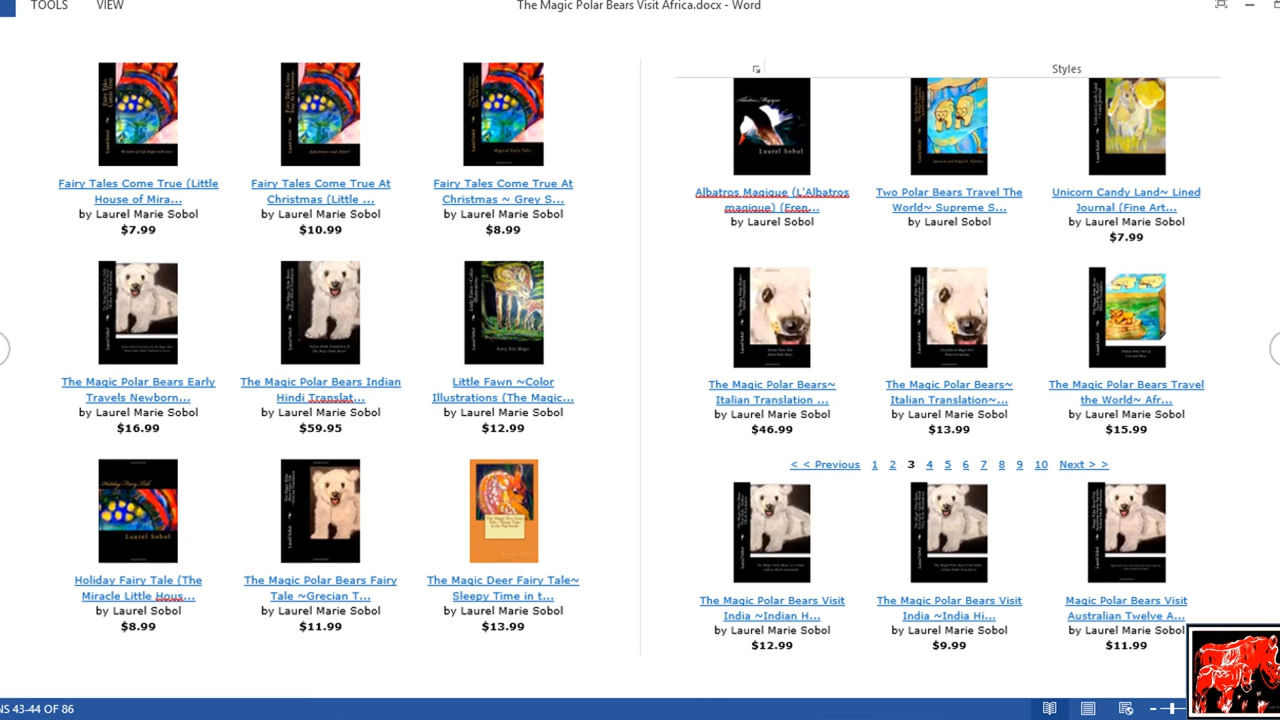 TOOLS VIEW The Magic Polar Bears Visit Africa.docx - Word
Fairy Tales Come True (Little
House of Mira...
by Laurel Marie Sobol
$7.99
Fairy Tales Come True At
Christmas (Little ...
by Laurel Marie Sobol
$10.99
Fairy Tales Come True At
Christmas ~ Grey S...
by Laurel Marie Sobol
$8.99
The Magic Polar Bears Early
Travels Newborn...
by Laurel Marie Sobol
$16.99
The Magic Polar Bears Indian
Hindi Translat...
by Laurel Marie Sobol
$59.95
Little Fawn ~Color
Illustrations (The Magic...
by Laurel Marie Sobol
$12.99
Holiday Fairy Tale
Laurel Sobol
Holiday Fairy Tale (The
Miracle Little Hous...
by Laurel Sobol
$8.99
The Magic Polar Bears Fairy
Tale ~Grecian T...
by Laurel Marie Sobol
$11.99
The Magic Deer Fairy Tale~
Sleepy Time in t...
by Laurel Marie Sobol
$13.99
Styles
Albatros Magique
Laurel Sobol
Albatros Magique (L'Albatros
magique) (Fren...
by Laurel Sobol
Two Polar Bears Travel The
World~ Supreme S...
by Laurel Sobol
Unicorn Candy Land~ Lined
Journal (Fine Art...
by Laurel Marie Sobol
$7.99
The Magic Polar Bears~
Italian Translation ...
by Laurel Marie Sobol
$46.99
The Magic Polar Bears~
Italian Translation~...
by Laurel Marie Sobol
$13.99
The Magic Polar Bears Travel
the World~ Afr...
by Laurel Marie Sobol
$15.99
< < Previous 1 2 3 4 5 6 7 8 9 10 Next > >
The Magic Polar Bears Visit
India ~Indian H...
by Laurel Marie Sobol
$12.99
The Magic Polar Bears Visit
India ~India Hi...
by Laurel Marie Sobol
$9.99
Magic Polar Bears Visit
Australian Twelve A...
by Laurel Marie Sobol
$11.99
NS 43-44 OF 86